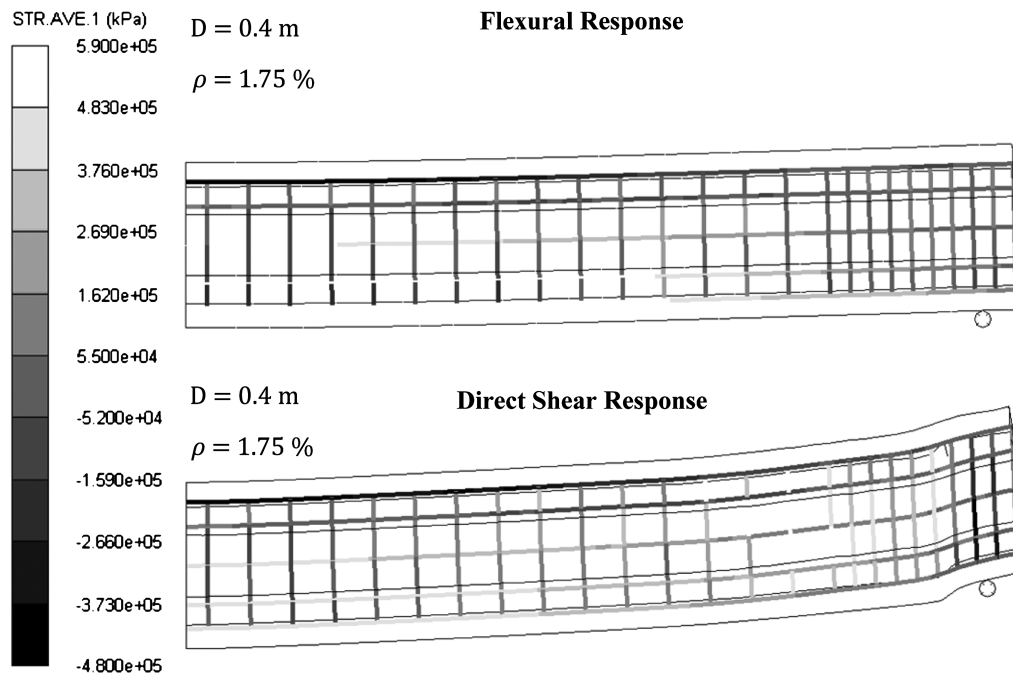 STR.AVE.1 (kPa)
5.900e+05
4.830e+05
3.760e+05
2.690e+05
1.620e+05
5.500e+04
-5.200e+04
-1.590e+05
-2.660e+05
-3.730e+05
-4.800e+05
D = 0.4 m
Flexural Response
ρ = 1.75 %
D = 0.4 m
Direct Shear Response
ρ = 1.75 %